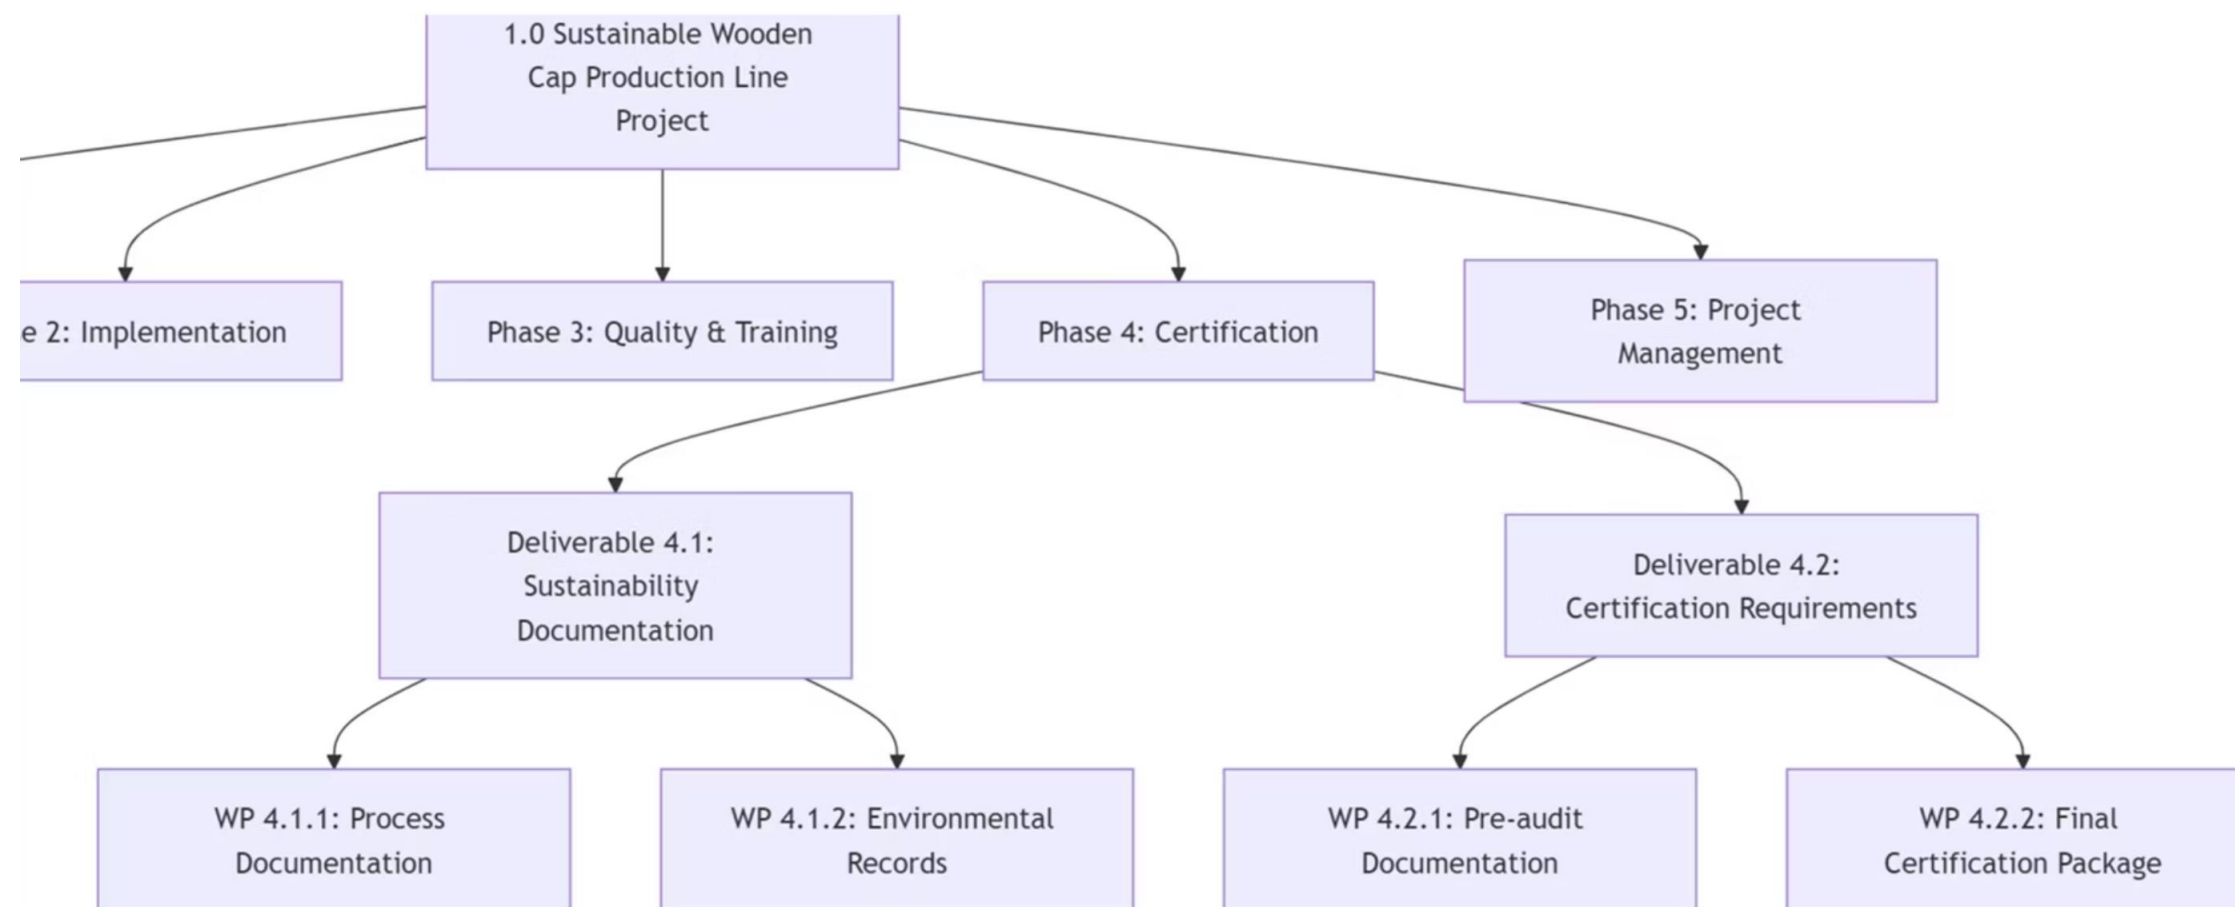 1.0 Sustainable Wooden
Cap Production Line
Project
e 2: Implementation
Phase 3: Quality & Training
Phase 4: Certification
Phase 5: Project
Management
Deliverable 4.1:
Sustainability
Documentation
Deliverable 4.2:
Certification Requirements
WP 4.1.1: Process
Documentation
WP 4.1.2: Environmental
Records
WP 4.2.1: Pre-audit
Documentation
WP 4.2.2: Final
Certification Package